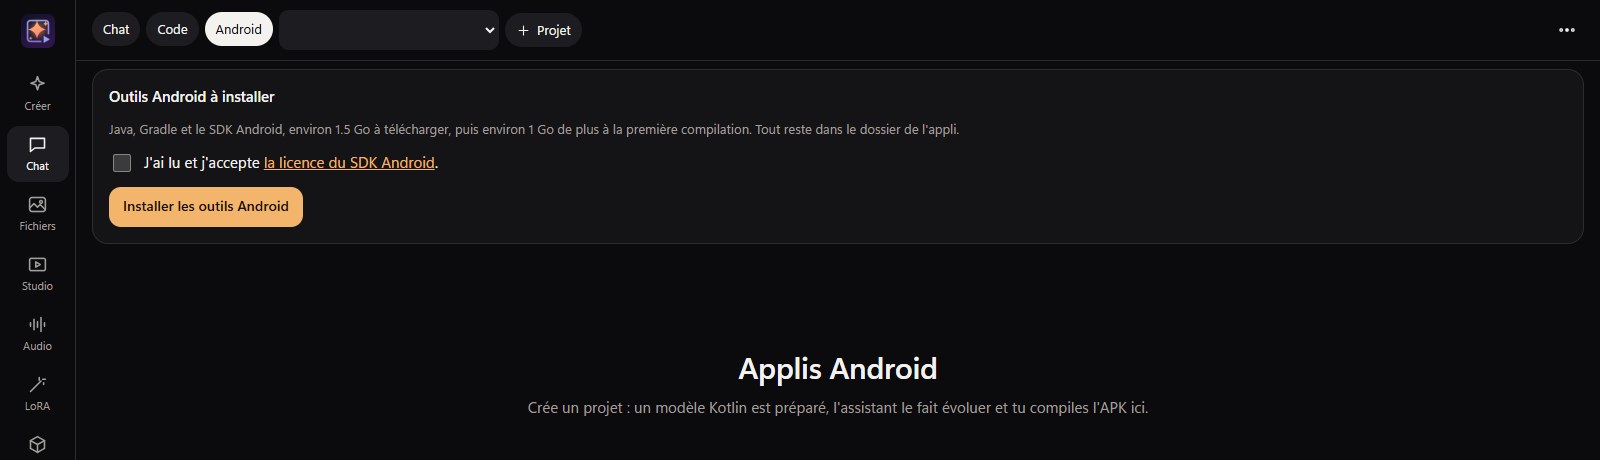 Chat
Code
Android
+ Projet
Créer
Chat
Fichiers
Studio
Audio
LoRA
Outils Android à installer
Java, Gradle et le SDK Android, environ 1.5 Go à télécharger, puis environ 1 Go de plus à la première compilation. Tout reste dans le dossier de l'appli.
J'ai lu et j'accepte la licence du SDK Android.
Installer les outils Android
Applis Android
Crée un projet : un modèle Kotlin est préparé, l'assistant le fait évoluer et tu compiles l'APK ici.